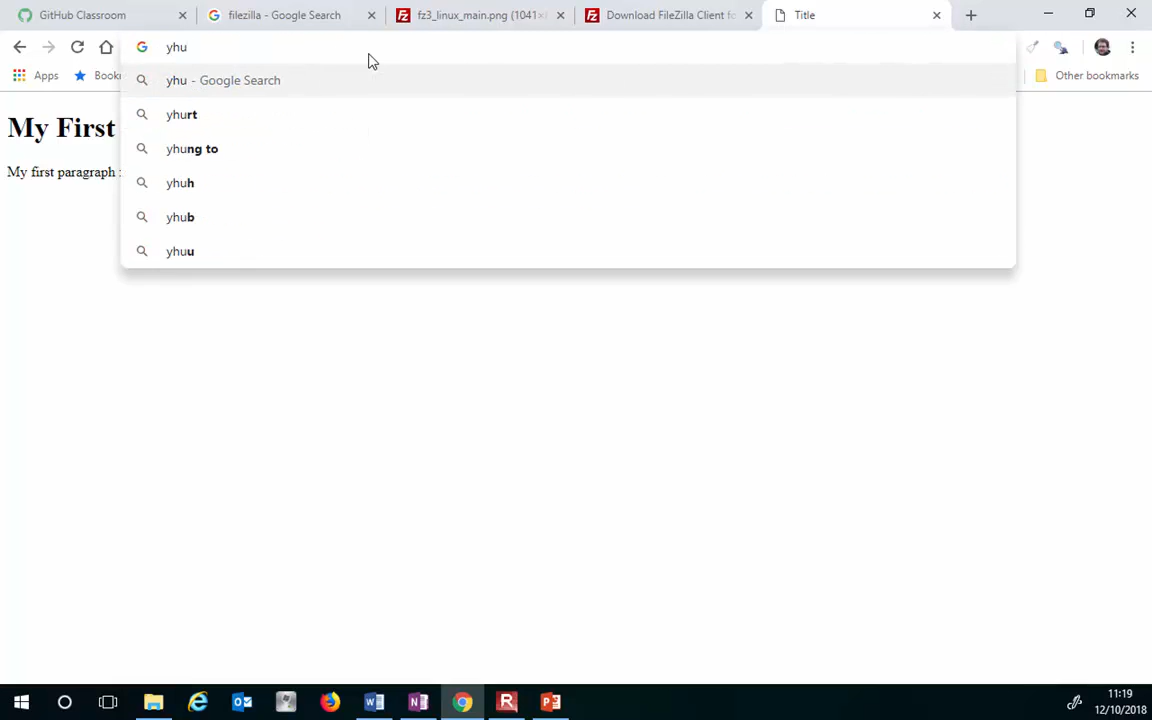 GitHub Classroom
filezilla - Google Search
fz3_linux_main.png (1041×
Download FileZilla Client fo
Title
yhu
yhu - Google Search
yhurt
yhung to
yhuh
yhub
yhuu
Apps
Book
Other bookmarks
My First
My first paragraph
11:19
12/10/2018